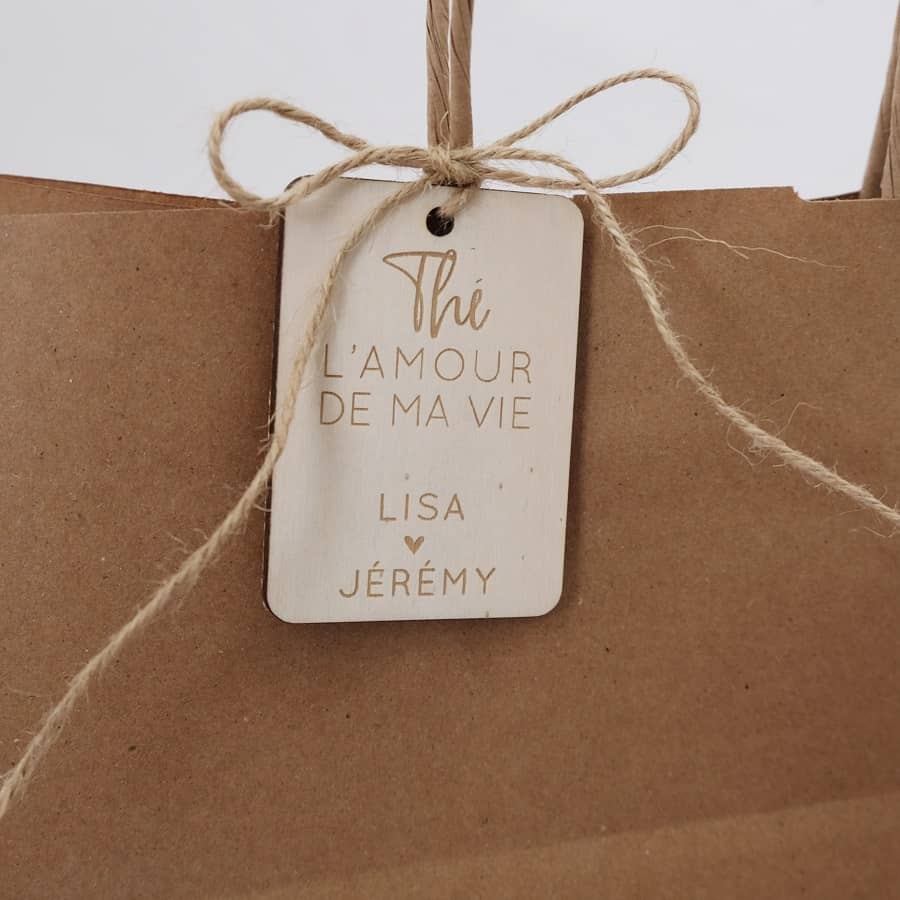 Thé
L'AMOUR
DE MA VIE
LISA
♥
JÉRÉMY